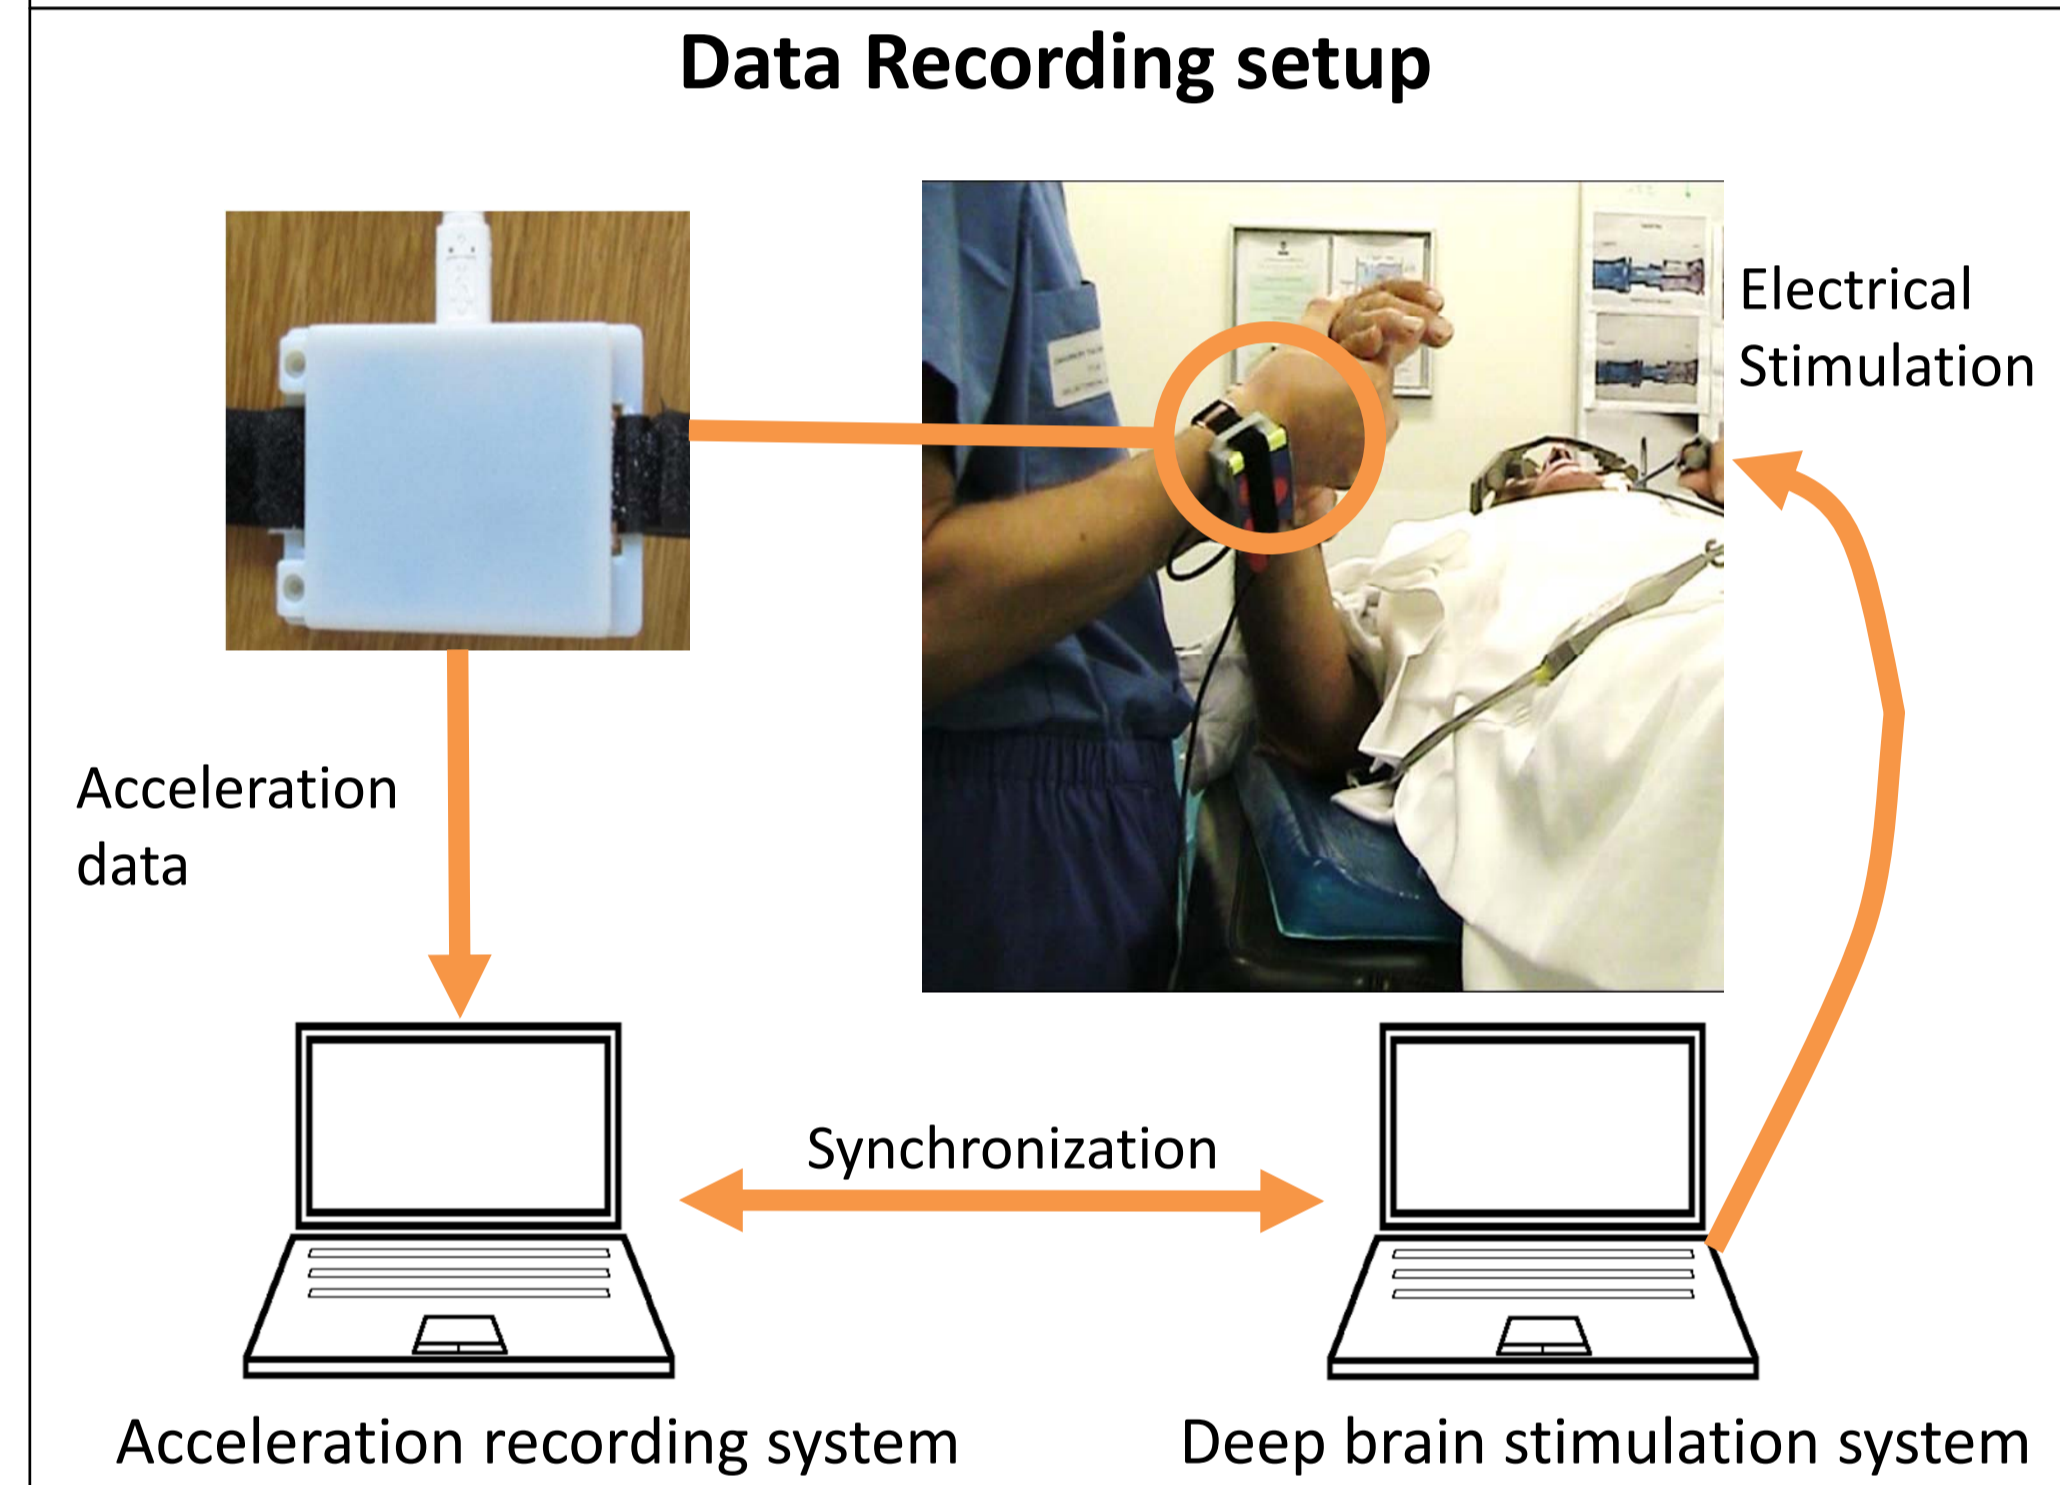 Data Recording setup
Electrical
Stimulation
Acceleration
data
Synchronization
Acceleration recording system
Deep brain stimulation system